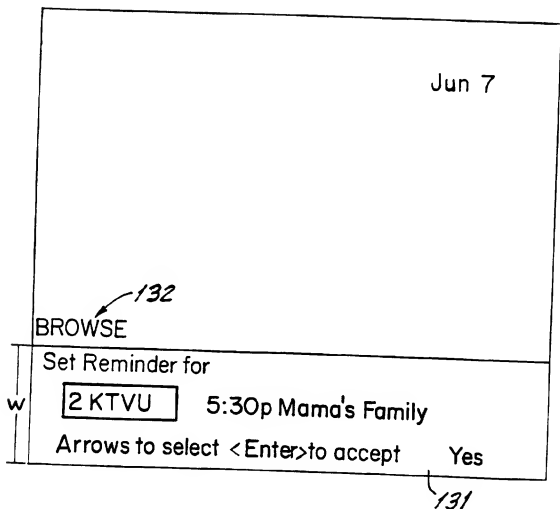 Jun 7
132
BROWSE
Set Reminder for
W
2 KTVU 5:30p Mama's Family
Arrows to select <Enter>to accept Yes
131